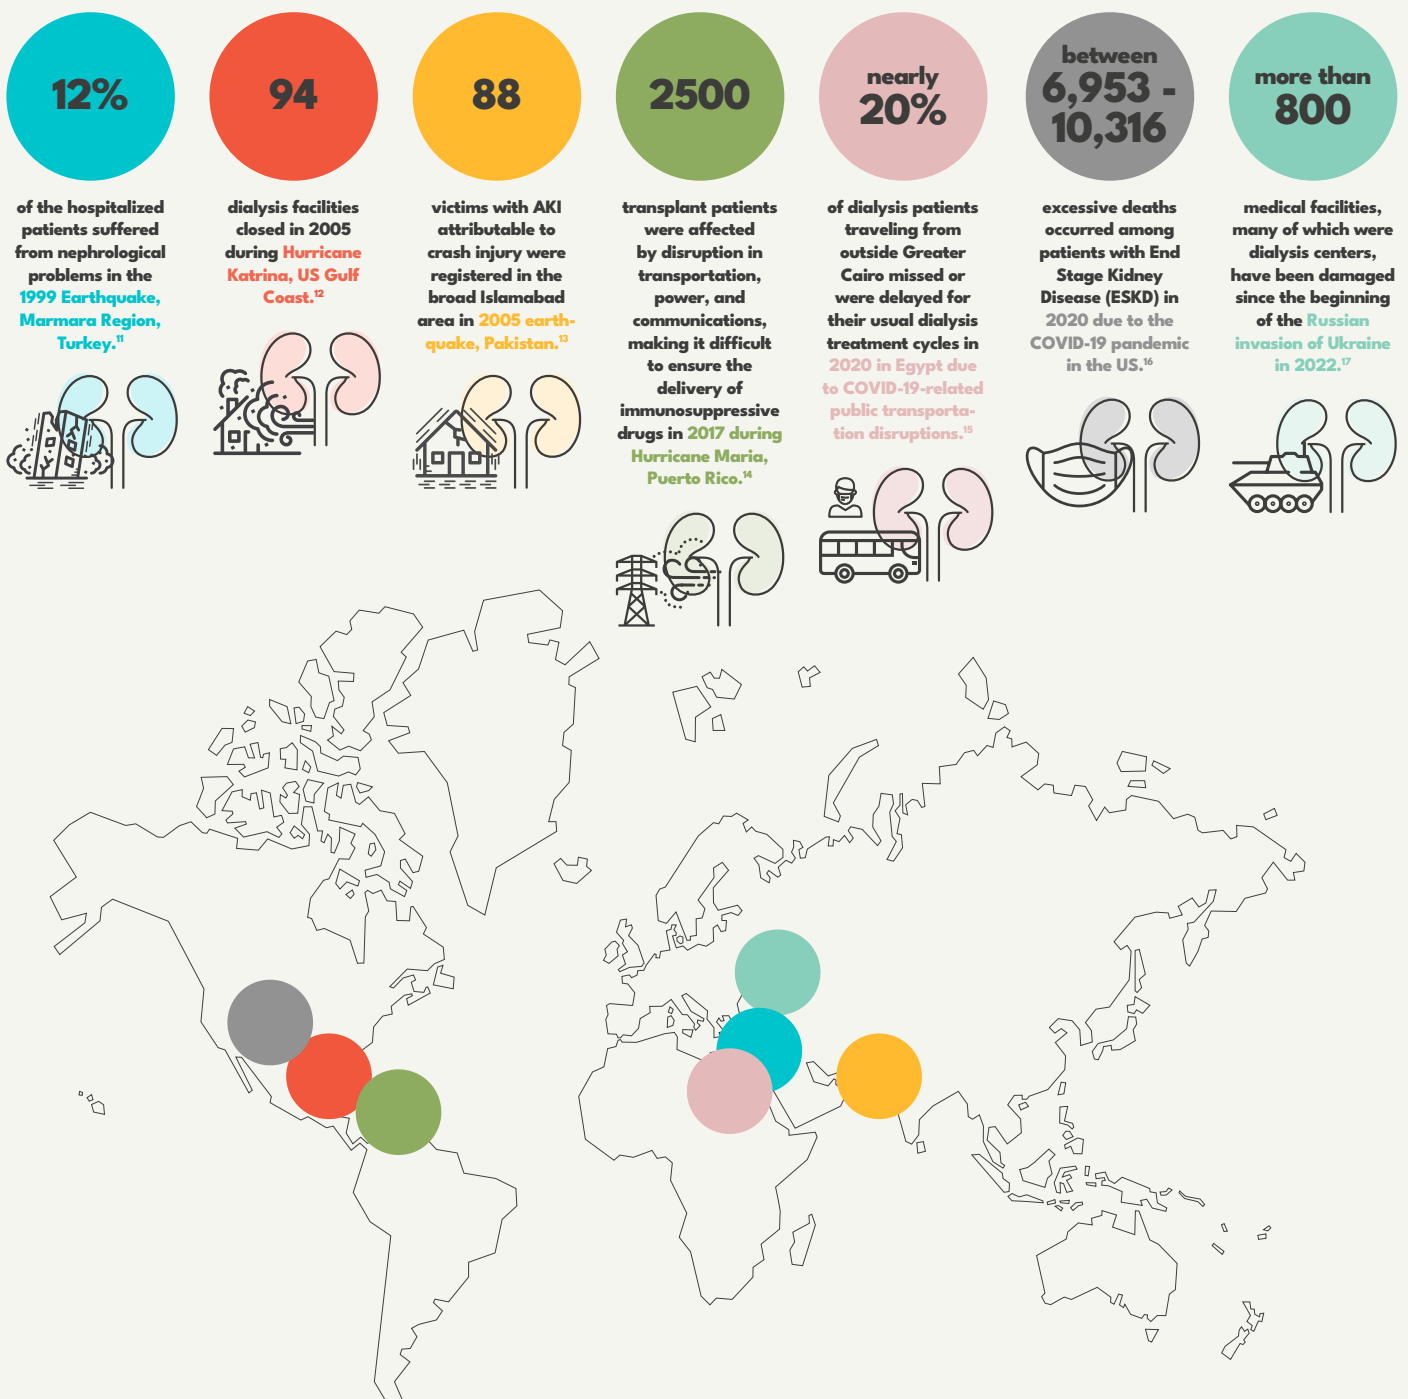 12%
of the hospitalized
patients suffered
from nephrological
problems in the
1999 Earthquake,
Marmara Region,
Turkey.¹¹
94
dialysis facilities
closed in 2005
during Hurricane
Katrina, US Gulf
Coast.¹²
88
victims with AKI
attributable to
crash injury were
registered in the
broad Islamabad
area in 2005 earth-
quake, Pakistan.¹³
2500
transplant patients
were affected
by disruption in
transportation,
power, and
communications,
making it difficult
to ensure the
delivery of
immunosuppressive
drugs in 2017 during
Hurricane Maria,
Puerto Rico.¹⁴
nearly
20%
of dialysis patients
traveling from
outside Greater
Cairo missed or
were delayed for
their usual dialysis
treatment cycles in
2020 in Egypt due
to COVID-19-related
public transporta-
tion disruptions.¹⁵
between
6,953 -
10,316
excessive deaths
occurred among
patients with End
Stage Kidney
Disease (ESKD) in
2020 due to the
COVID-19 pandemic
in the US.¹⁶
more than
800
medical facilities,
many of which were
dialysis centers,
have been damaged
since the beginning
of the Russian
invasion of Ukraine
in 2022.¹⁷